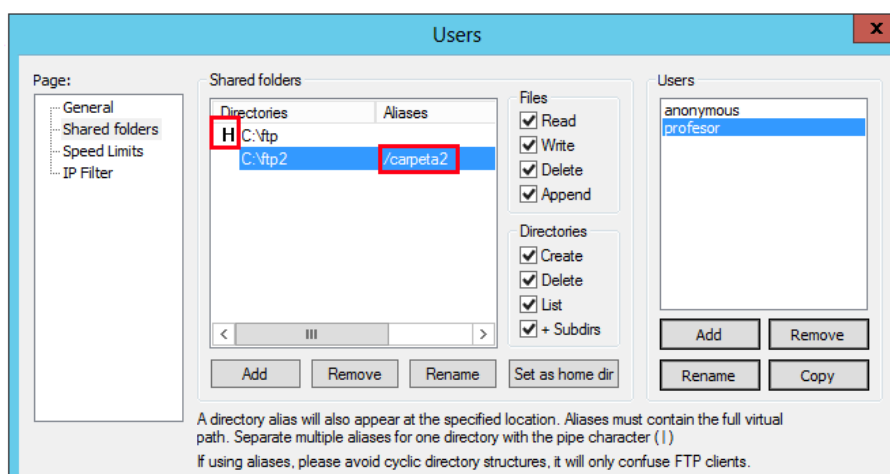 Users
x
Page:
General
Shared folders
Speed Limits
IP Filter
Shared folders
Directories Aliases
H C:\ftp
C:\ftp2 /carpeta2
Add Remove Rename Set as home dir
Files
Read
Write
Delete
Append
Directories
Create
Delete
List
+ Subdirs
Users
anonymous
profesor
Add Remove
Rename Copy
A directory alias will also appear at the specified location. Aliases must contain the full virtual
path. Separate multiple aliases for one directory with the pipe character (|)
If using aliases, please avoid cyclic directory structures, it will only confuse FTP clients.